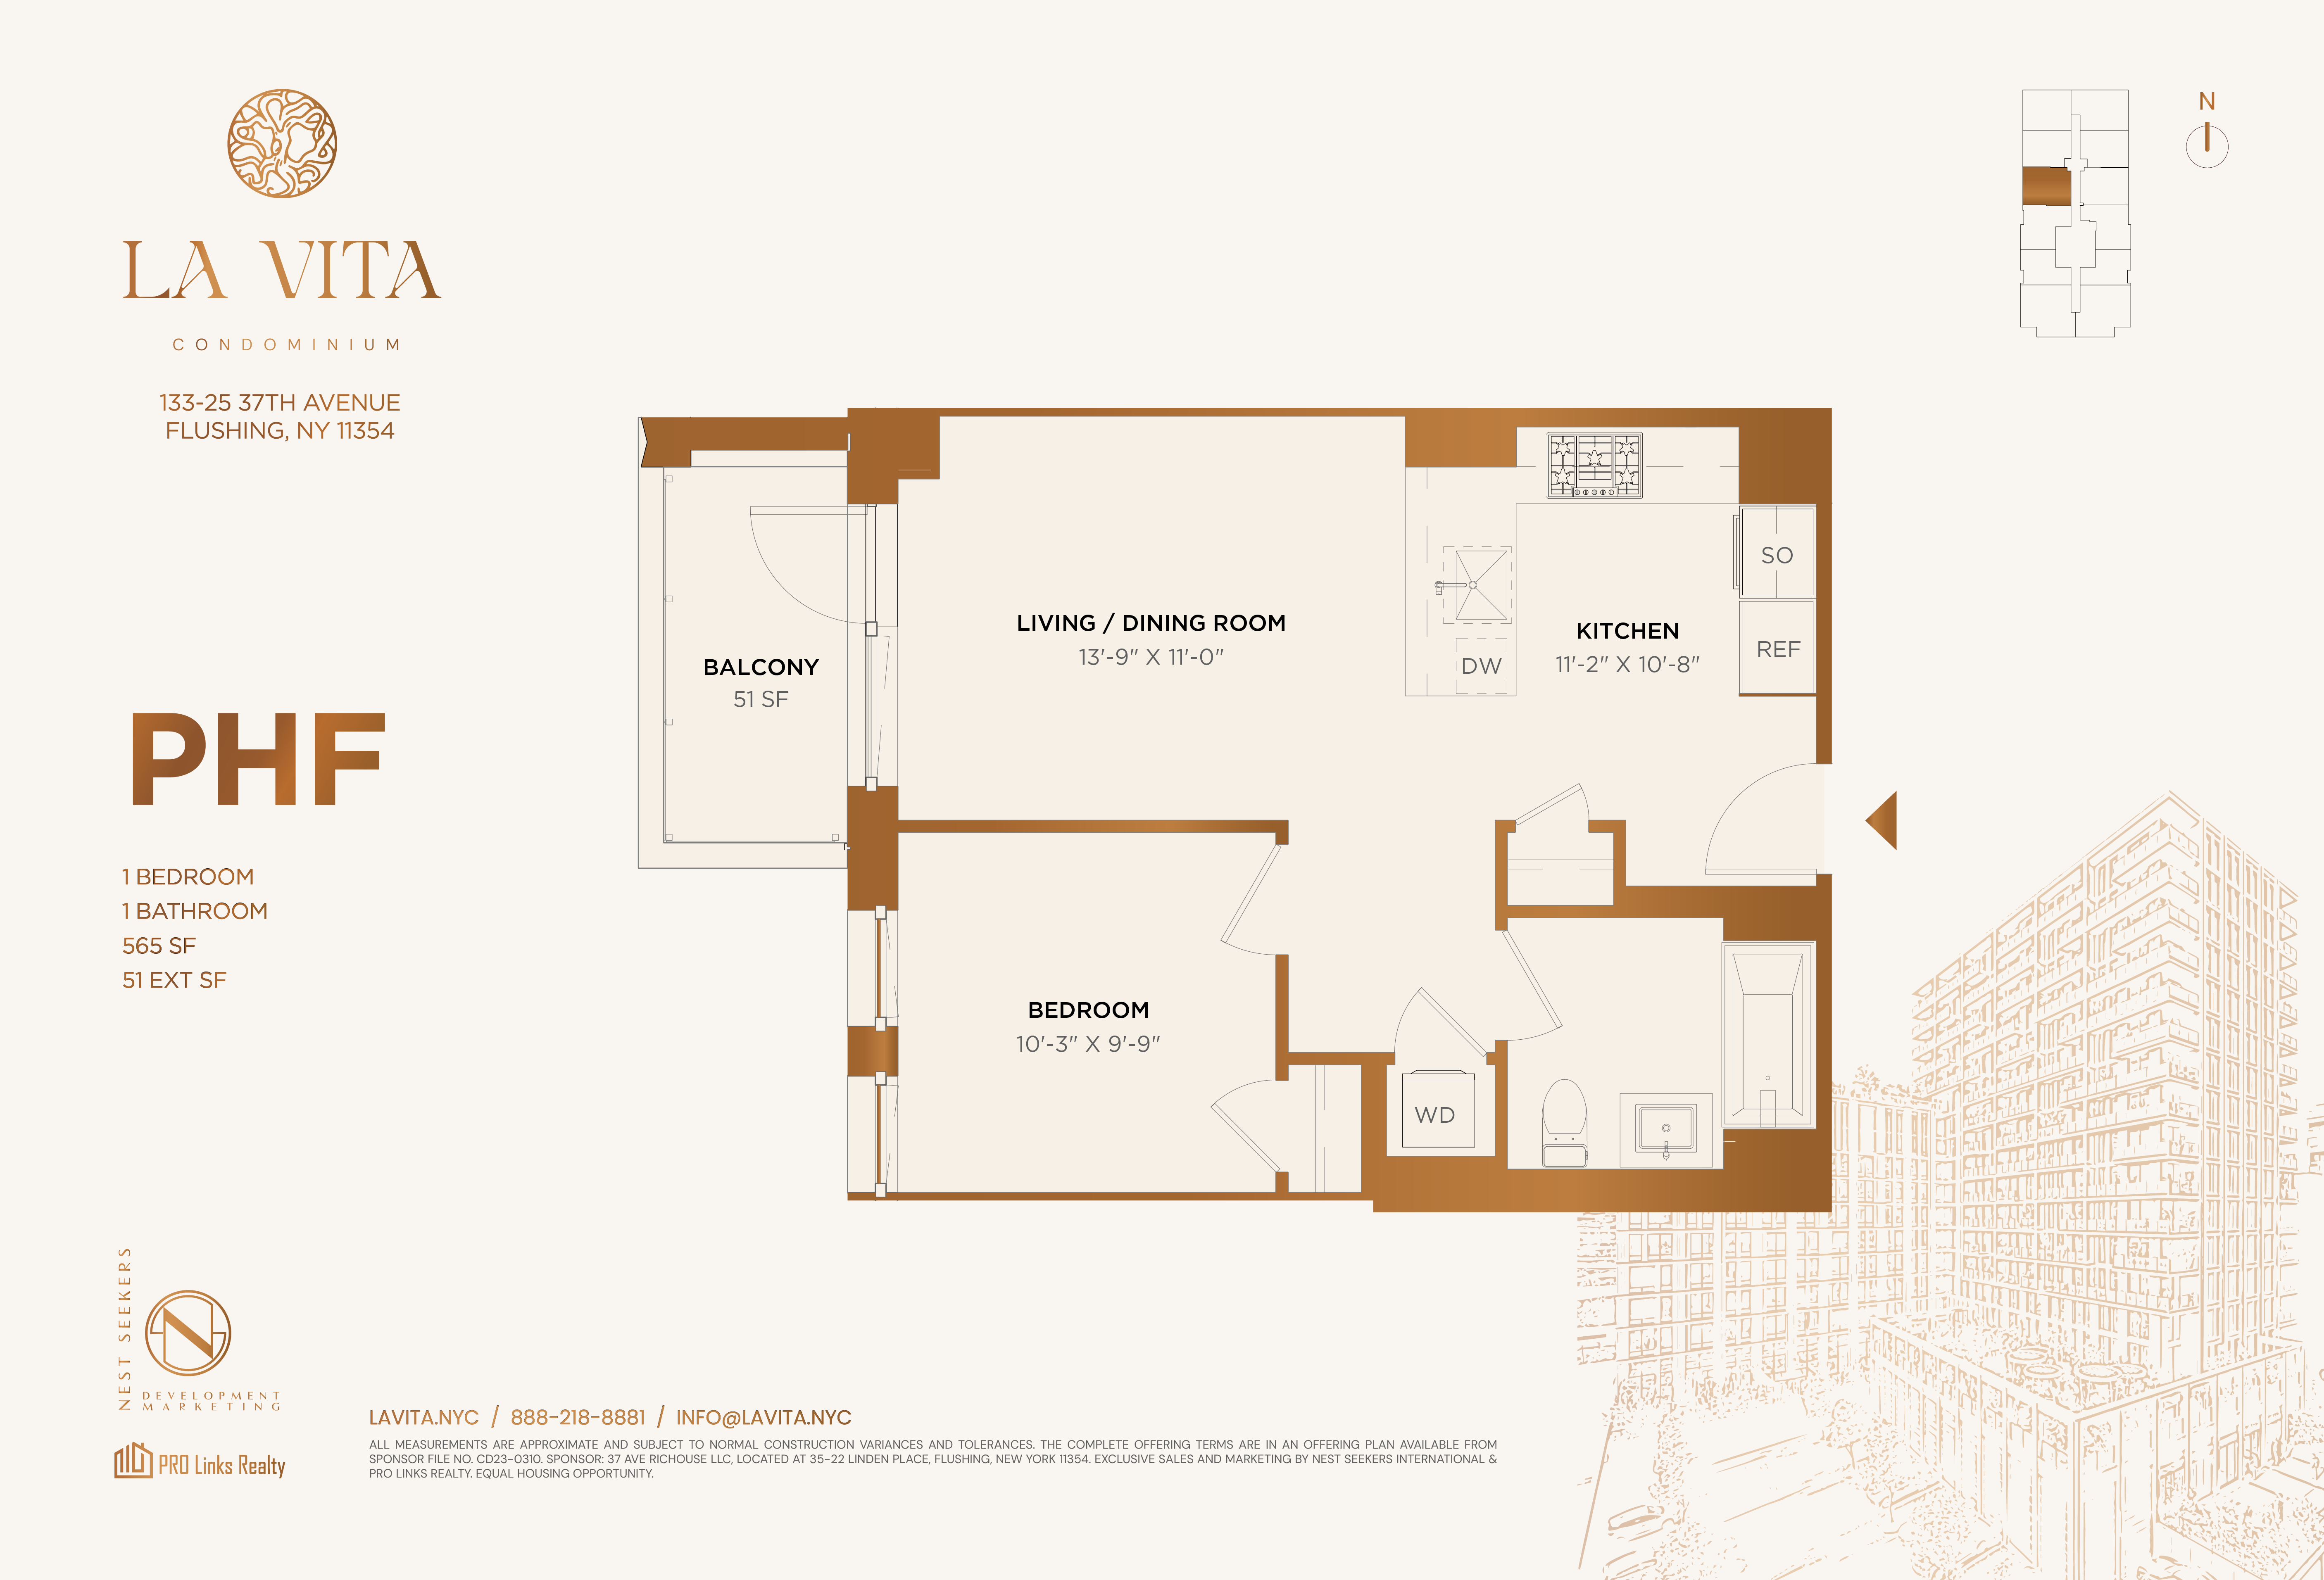 LA VITA
CONDOMINIUM
133-25 37TH AVENUE
FLUSHING, NY 11354
N
PHF
1 BEDROOM
1 BATHROOM
565 SF
51 EXT SF
BALCONY
51 SF
LIVING / DINING ROOM
13'-9" X 11'-0"
KITCHEN
11'-2" X 10'-8"
SO
REF
DW
BEDROOM
10'-3" X 9'-9"
WD
NEST SEEKERS
DEVELOPMENT
MARKETING
PRO Links Realty
LAVITA.NYC / 888-218-8881 / INFO@LAVITA.NYC
ALL MEASUREMENTS ARE APPROXIMATE AND SUBJECT TO NORMAL CONSTRUCTION VARIANCES AND TOLERANCES. THE COMPLETE OFFERING TERMS ARE IN AN OFFERING PLAN AVAILABLE FROM
SPONSOR FILE NO. CD23-0310. SPONSOR: 37 AVE RICHOUSE LLC, LOCATED AT 35-22 LINDEN PLACE, FLUSHING, NEW YORK 11354. EXCLUSIVE SALES AND MARKETING BY NEST SEEKERS INTERNATIONAL &
PRO LINKS REALTY. EQUAL HOUSING OPPORTUNITY.